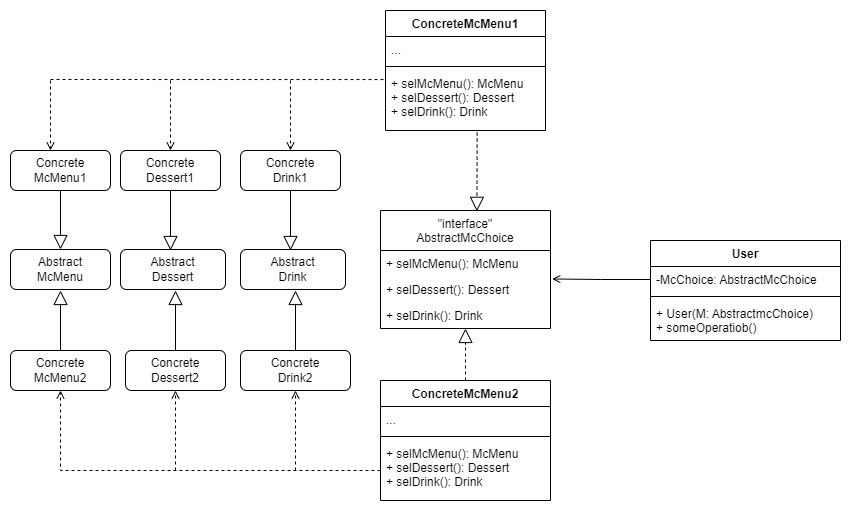 ConcreteMcMenu1
...
+ selMcMenu(): McMenu
+ selDessert(): Dessert
+ selDrink(): Drink
Concrete
McMenu1
Concrete
Dessert1
Concrete
Drink1
Abstract
McMenu
Abstract
Dessert
Abstract
Drink
"interface"
AbstractMcChoice
+ selMcMenu(): McMenu
+ selDessert(): Dessert
+ selDrink(): Drink
User
-McChoice: AbstractMcChoice
+ User(M: AbstractmcChoice)
+ someOperatiob()
Concrete
McMenu2
Concrete
Dessert2
Concrete
Drink2
ConcreteMcMenu2
...
+ selMcMenu(): McMenu
+ selDessert(): Dessert
+ selDrink(): Drink